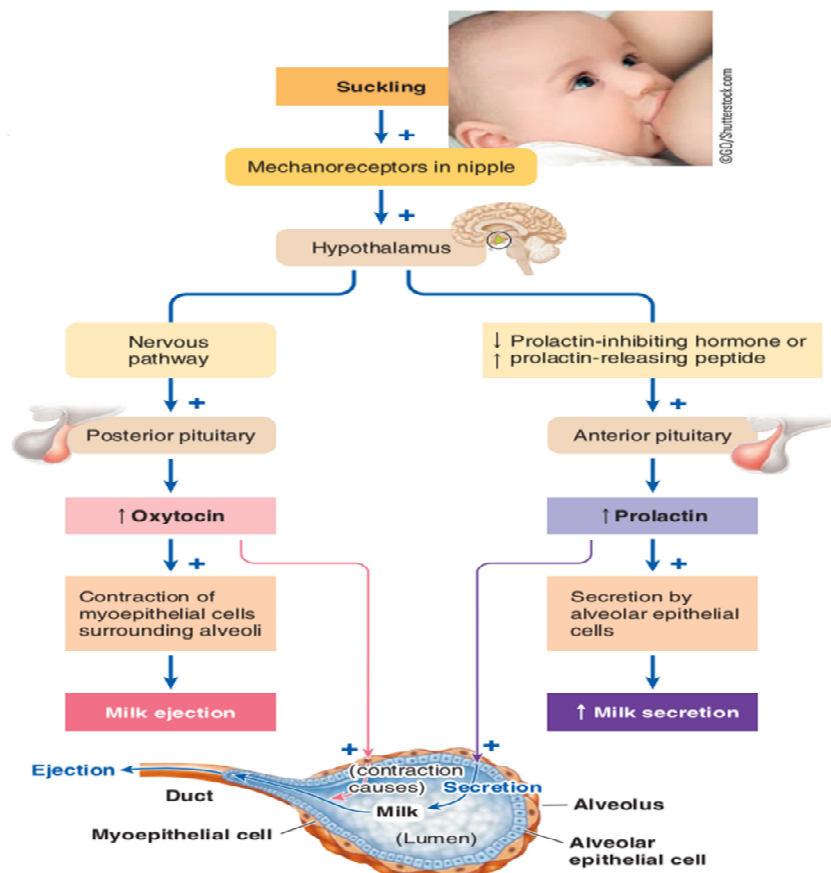 Suckling
©GO/Shutterstock.com
+
Mechanoreceptors in nipple
+
Hypothalamus
Nervous
pathway
↓ Prolactin-inhibiting hormone or
↑ prolactin-releasing peptide
+
+
Posterior pituitary
Anterior pituitary
↑ Oxytocin
↑ Prolactin
+
+
Contraction of
myoepithelial cells
surrounding alveoli
Secretion by
alveolar epithelial
cells
Milk ejection
↑ Milk secretion
+
+
Ejection
(contraction
causes)
Secretion
Duct
Milk
Alveolus
Myoepithelial cell
(Lumen)
Alveolar
epithelial cell